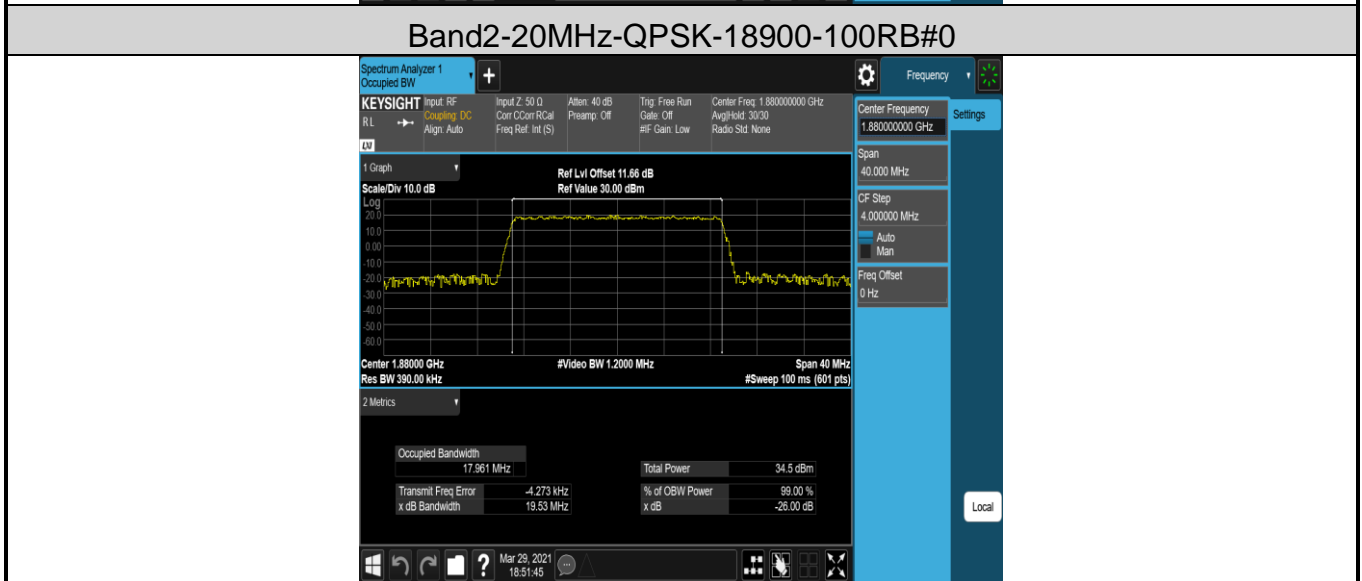 Band2-20MHz-QPSK-18900-100RB#0
Spectrum Analyzer 1
Occupied BW
+
Frequency
KEYSIGHT
Input: RF
Input Z: 50 Ω
Atten: 40 dB
Trig: Free Run
Center Freq: 1.880000000 GHz
RL
Coupling: DC
Corr CCorr RCal
Preamp: Off
Gate: Off
Avg|Hold: 30/30
Align: Auto
Freq Ref: Int (S)
#IF Gain: Low
Radio Std: None
LXI
Center Frequency
1.880000000 GHz
Settings
Span
40.000 MHz
CF Step
4.000000 MHz
Auto
Man
Freq Offset
0 Hz
1 Graph
Ref Lvl Offset 11.66 dB
Scale/Div 10.0 dB
Ref Value 30.00 dBm
Log
20.0
10.0
0.00
-10.0
-20.0
-30.0
-40.0
-50.0
-60.0
Center 1.88000 GHz
#Video BW 1.2000 MHz
Span 40 MHz
Res BW 390.00 kHz
#Sweep 100 ms (601 pts)
2 Metrics
Occupied Bandwidth
17.961 MHz
Total Power 34.5 dBm
Transmit Freq Error -4.273 kHz
% of OBW Power 99.00 %
x dB Bandwidth 19.53 MHz
x dB -26.00 dB
Local
?
Mar 29, 2021
18:51:45